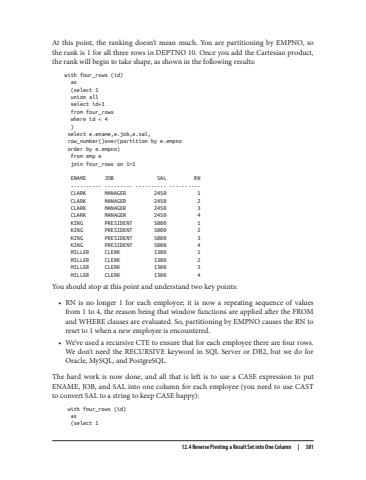 At this point, the ranking doesn't mean much. You are partitioning by EMPNO, so
the rank is 1 for all three rows in DEPTNO 10. Once you add the Cartesian product,
the rank will begin to take shape, as shown in the following results:
with four_rows (id)
as
(select 1
union all
select id+1
from four_rows
where id < 4
)
select e.ename,e.job,e.sal,
row_number()over(partition by e.empno
order by e.empno)
from emp e
join four_rows on 1=1
ENAME JOB SAL RN
---------- --------- ---------- ----------
CLARK MANAGER 2450 1
CLARK MANAGER 2450 2
CLARK MANAGER 2450 3
CLARK MANAGER 2450 4
KING PRESIDENT 5000 1
KING PRESIDENT 5000 2
KING PRESIDENT 5000 3
KING PRESIDENT 5000 4
MILLER CLERK 1300 1
MILLER CLERK 1300 2
MILLER CLERK 1300 3
MILLER CLERK 1300 4
You should stop at this point and understand two key points:
• RN is no longer 1 for each employee; it is now a repeating sequence of values
from 1 to 4, the reason being that window functions are applied after the FROM
and WHERE clauses are evaluated. So, partitioning by EMPNO causes the RN to
reset to 1 when a new employee is encountered.
• We've used a recursive CTE to ensure that for each employee there are four rows.
We don't need the RECURSIVE keyword in SQL Server or DB2, but we do for
Oracle, MySQL, and PostgreSQL.
The hard work is now done, and all that is left is to use a CASE expression to put
ENAME, JOB, and SAL into one column for each employee (you need to use CAST
to convert SAL to a string to keep CASE happy):
with four_rows (id)
as
(select 1
12.4 Reverse Pivoting a Result Set into One Column | 381